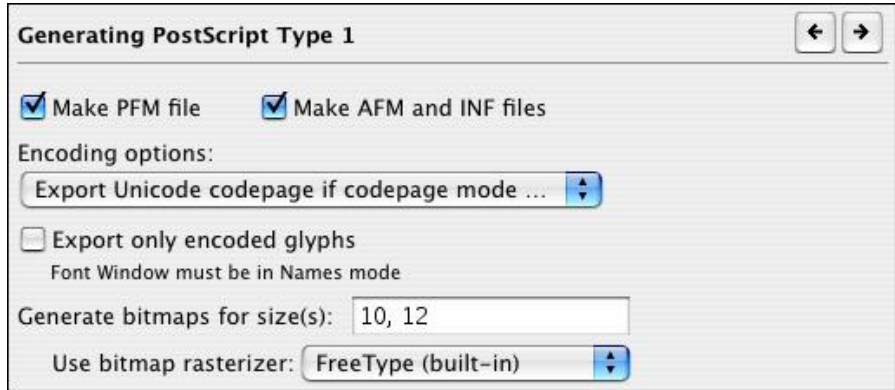 Generating PostScript Type 1
Make PFM file Make AFM and INF files
Encoding options:
Export Unicode codepage if codepage mode ...
Export only encoded glyphs
Font Window must be in Names mode
Generate bitmaps for size(s): 10, 12
Use bitmap rasterizer: FreeType (built-in)